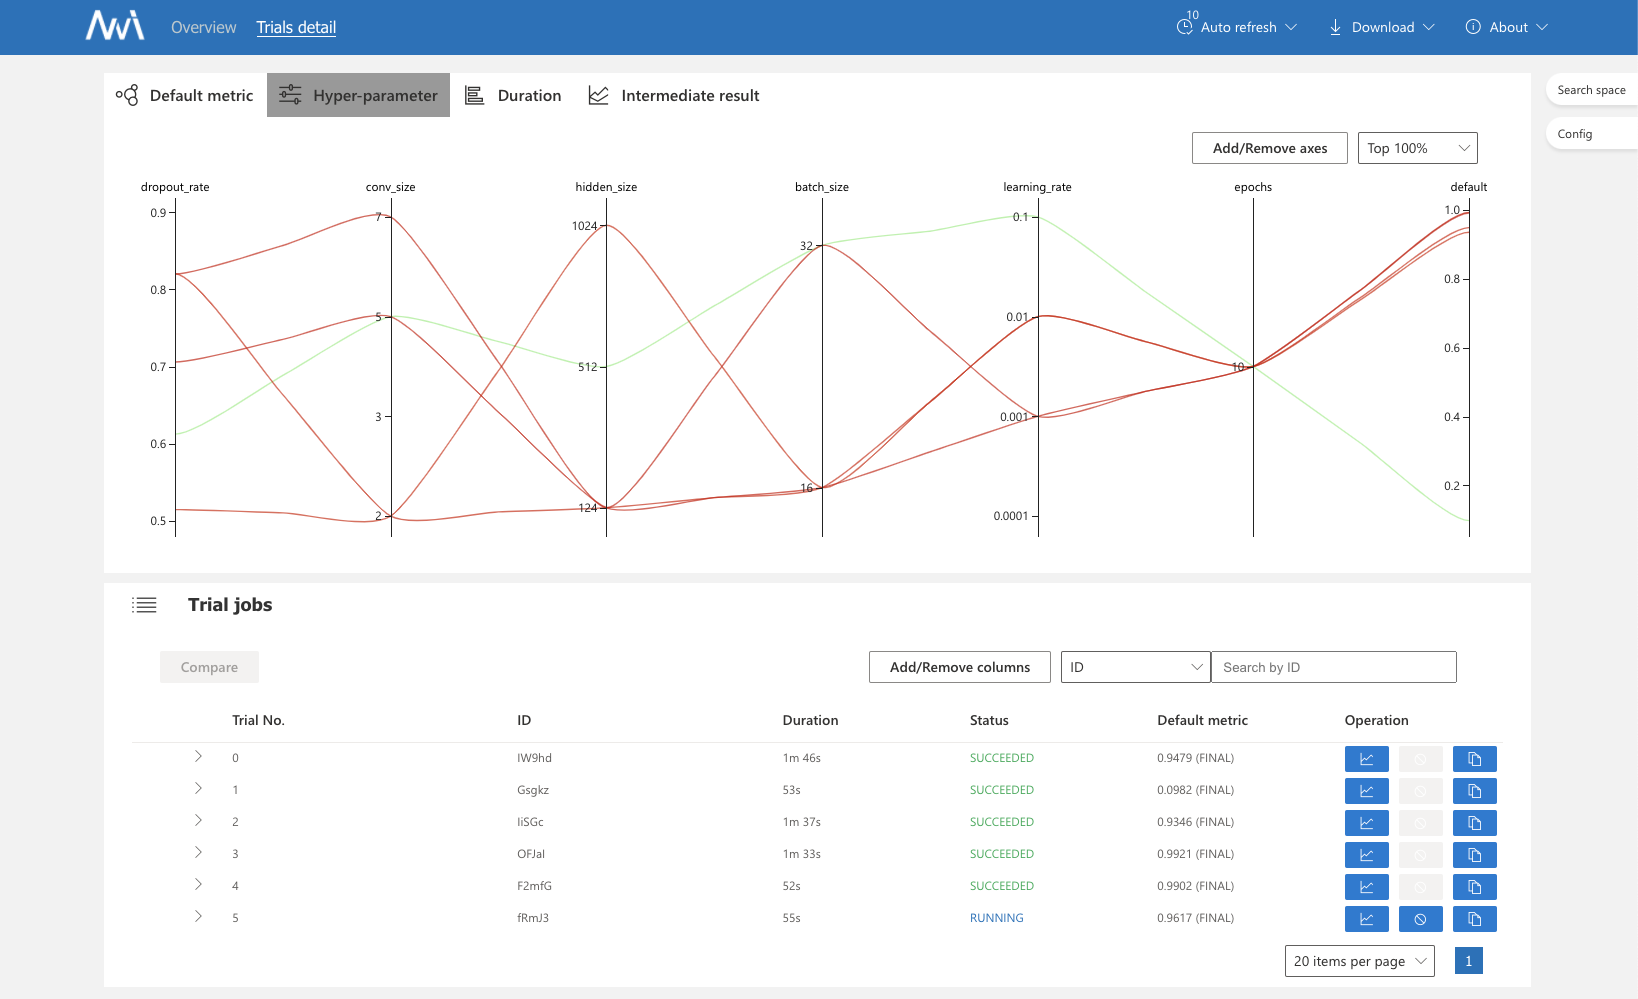 Overview Trials detail 10 Auto refresh Download About
Default metric Hyper-parameter Duration Intermediate result
Search space
Config
Add/Remove axes Top 100%
dropout_rate conv_size hidden_size batch_size learning_rate epochs default
0.9
0.8
0.7
0.6
0.5
7
5
3
2
1024
512
124
32
16
0.1
0.01
0.001
0.0001
10
1.0
0.8
0.6
0.4
0.2
Trial jobs
Compare Add/Remove columns ID Search by ID
Trial No. ID Duration Status Default metric Operation
0 IW9hd 1m 46s SUCCEEDED 0.9479 (FINAL)
1 Gsgkz 53s SUCCEEDED 0.0982 (FINAL)
2 IiSGc 1m 37s SUCCEEDED 0.9346 (FINAL)
3 OFJal 1m 33s SUCCEEDED 0.9921 (FINAL)
4 F2mfG 52s SUCCEEDED 0.9902 (FINAL)
5 fRmJ3 55s RUNNING 0.9617 (FINAL)
20 items per page 1